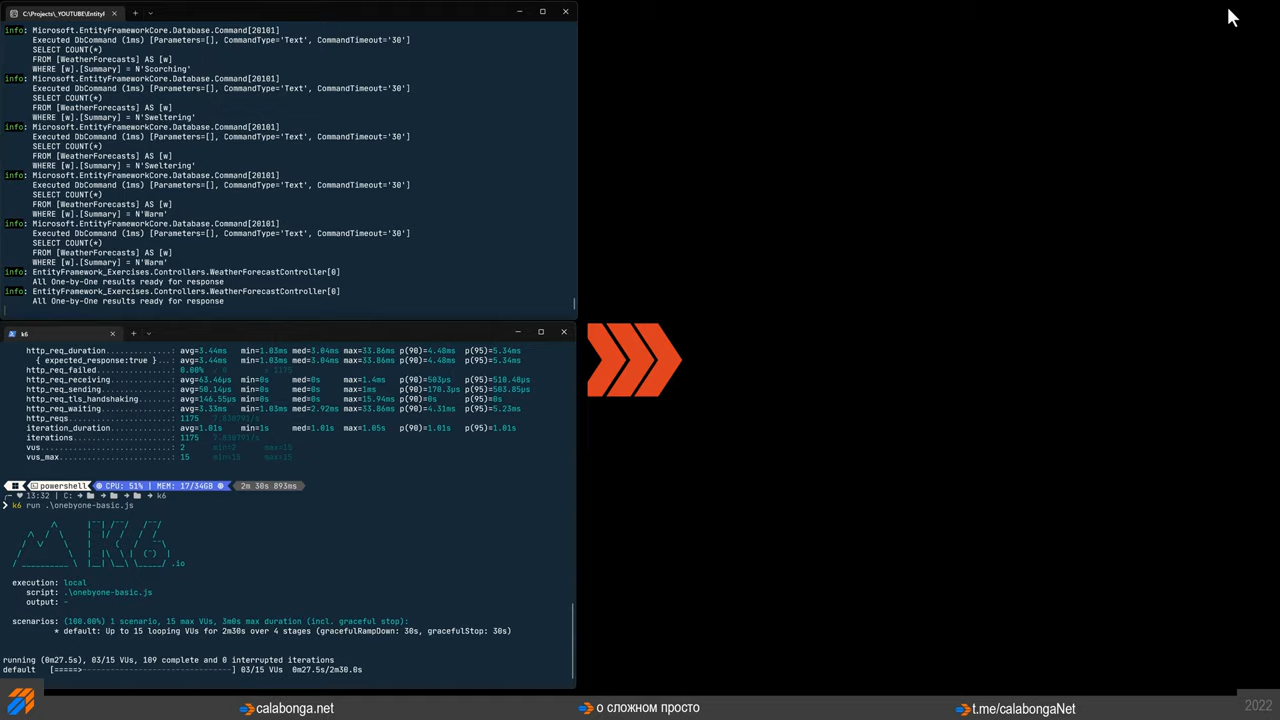 C:\Projects\_YOUTUBE\Entityl
info: Microsoft.EntityFrameworkCore.Database.Command[20101]
Executed DbCommand (1ms) [Parameters=[], CommandType='Text', CommandTimeout='30']
SELECT COUNT(*)
FROM [WeatherForecasts] AS [w]
WHERE [w].[Summary] = N'Scorching'
info: Microsoft.EntityFrameworkCore.Database.Command[20101]
Executed DbCommand (1ms) [Parameters=[], CommandType='Text', CommandTimeout='30']
SELECT COUNT(*)
FROM [WeatherForecasts] AS [w]
WHERE [w].[Summary] = N'Sweltering'
info: Microsoft.EntityFrameworkCore.Database.Command[20101]
Executed DbCommand (1ms) [Parameters=[], CommandType='Text', CommandTimeout='30']
SELECT COUNT(*)
FROM [WeatherForecasts] AS [w]
WHERE [w].[Summary] = N'Sweltering'
info: Microsoft.EntityFrameworkCore.Database.Command[20101]
Executed DbCommand (1ms) [Parameters=[], CommandType='Text', CommandTimeout='30']
SELECT COUNT(*)
FROM [WeatherForecasts] AS [w]
WHERE [w].[Summary] = N'Warm'
info: Microsoft.EntityFrameworkCore.Database.Command[20101]
Executed DbCommand (1ms) [Parameters=[], CommandType='Text', CommandTimeout='30']
SELECT COUNT(*)
FROM [WeatherForecasts] AS [w]
WHERE [w].[Summary] = N'Warm'
info: EntityFramework_Exercises.Controllers.WeatherForecastController[0]
All One-by-One results ready for response
info: EntityFramework_Exercises.Controllers.WeatherForecastController[0]
All One-by-One results ready for response
k6
http_req_duration..............: avg=3.44ms min=1.03ms med=3.04ms max=33.86ms p(90)=4.48ms p(95)=5.34ms
{ expected_response:true }...: avg=3.44ms min=1.03ms med=3.04ms max=33.86ms p(90)=4.48ms p(95)=5.34ms
http_req_failed................: 0.00% ✓ 0 ✗ 1175
http_req_receiving.............: avg=63.46µs min=0s med=0s max=1.4ms p(90)=503µs p(95)=510.48µs
http_req_sending...............: avg=58.14µs min=0s med=0s max=1ms p(90)=178.3µs p(95)=503.85µs
http_req_tls_handshaking.......: avg=146.55µs min=0s med=0s max=15.94ms p(90)=0s p(95)=0s
http_req_waiting...............: avg=3.33ms min=1.03ms med=2.92ms max=33.86ms p(90)=4.31ms p(95)=5.23ms
http_reqs......................: 1175 7.830791/s
iteration_duration.............: avg=1.01s min=1s med=1.01s max=1.05s p(90)=1.01s p(95)=1.01s
iterations.....................: 1175 7.830791/s
vus............................: 2 min=2 max=15
vus_max........................: 15 min=15 max=15
powershell CPU: 51% | MEM: 17/34GB 2m 30s 893ms
13:32 | C: k6
k6 run .\onebyone-basic.js
.io
execution: local
script: .\onebyone-basic.js
output: -
scenarios: (100.00%) 1 scenario, 15 max VUs, 3m0s max duration (incl. graceful stop):
* default: Up to 15 looping VUs for 2m30s over 4 stages (gracefulRampDown: 30s, gracefulStop: 30s)
running (0m27.5s), 03/15 VUs, 109 complete and 0 interrupted iterations
default [=====>--------------------------------] 03/15 VUs 0m27.5s/2m30.0s
calabonga.net
о сложном просто
t.me/calabongaNet
2022